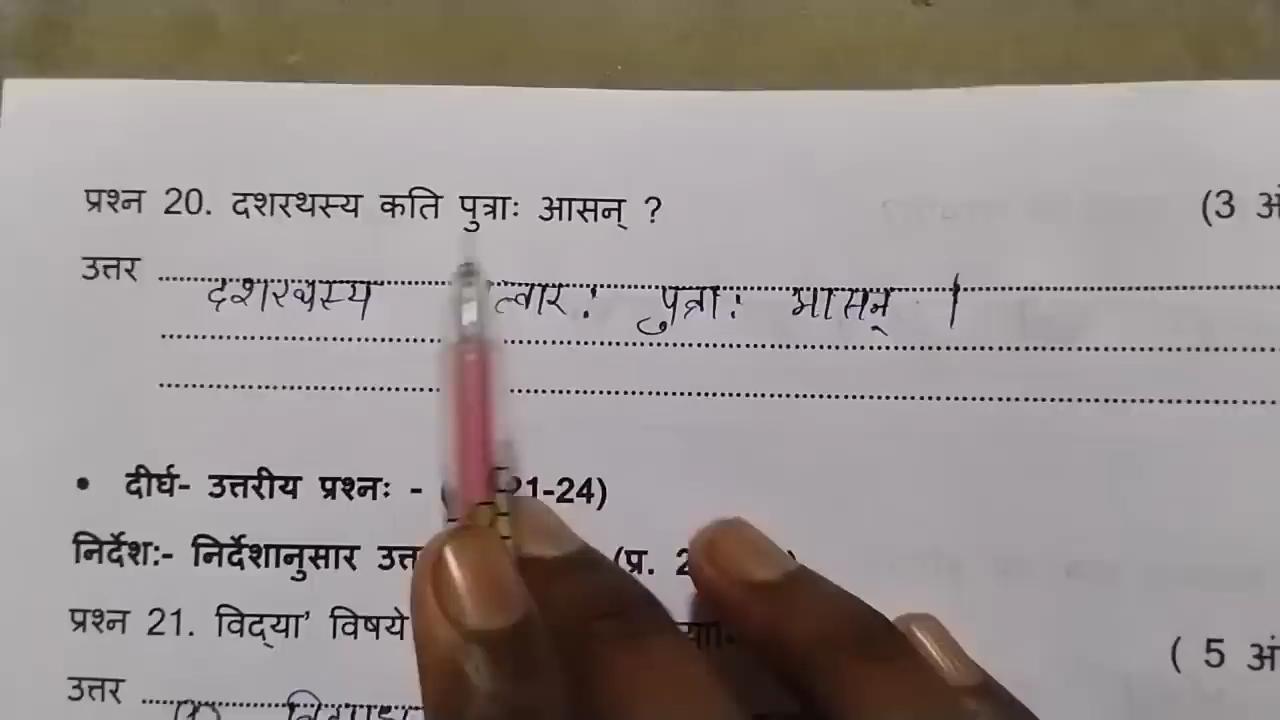 प्रश्न 20. दशरथस्य कति पुत्राः आसन् ? (3
उत्तर
दशरथस्य त्वार: पुत्रा: आसन् ।
• दीर्घ- उत्तरीय प्रश्नः - 21-24)
निर्देशः- निर्देशानुसार (प्र.
प्रश्न 21. विद्या' विषये ( 5
उत्तर